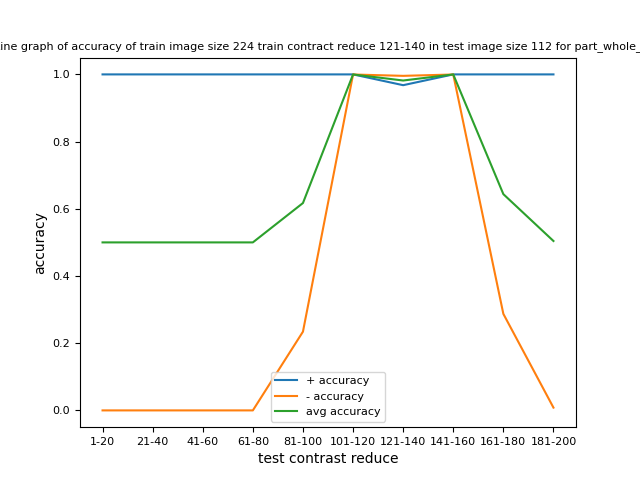 ine graph of accuracy of train image size 224 train contract reduce 121-140 in test image size 112 for part_whole_
1.0
0.8
0.6
0.4
0.2
0.0
accuracy
+ accuracy
- accuracy
avg accuracy
1-20 21-40 41-60 61-80 81-100 101-120 121-140 141-160 161-180 181-200
test contrast reduce